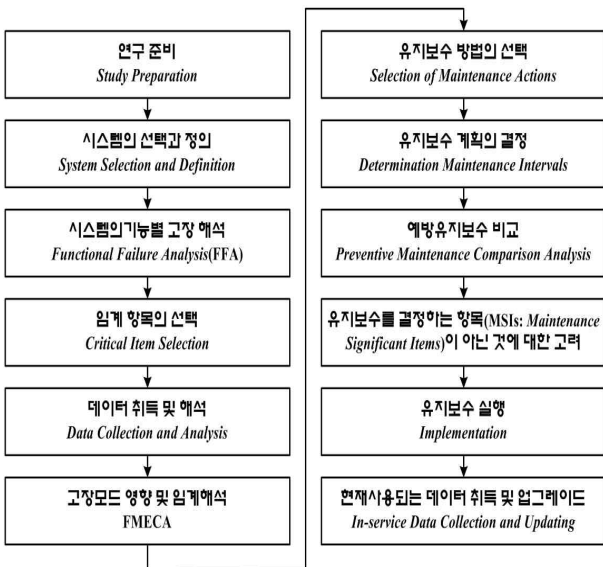 연구 준비
Study Preparation
시스템의 선택과 정의
System Selection and Definition
시스템의기능별 고장 해석
Functional Failure Analysis(FFA)
임계 항목의 선택
Critical Item Selection
데이터 취득 및 해석
Data Collection and Analysis
고장모드 영향 및 임계해석
FMECA
유지보수 방법의 선택
Selection of Maintenance Actions
유지보수 계획의 결정
Determination Maintenance Intervals
예방유지보수 비교
Preventive Maintenance Comparison Analysis
유지보수를 결정하는 항목(MSIs: Maintenance
Significant Items)이 아닌 것에 대한 고려
유지보수 실행
Implementation
현재사용되는 데이터 취득 및 업그레이드
In-service Data Collection and Updating